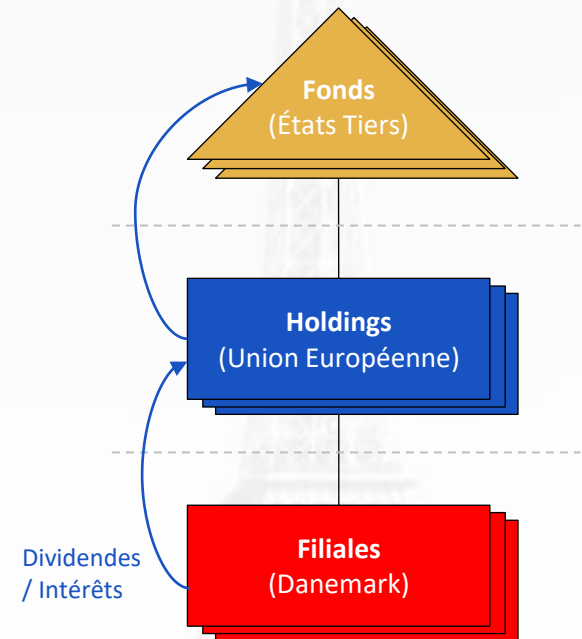 Fonds
(États Tiers)
Holdings
(Union Européenne)
Filiales
(Danemark)
Dividendes
/ Intérêts